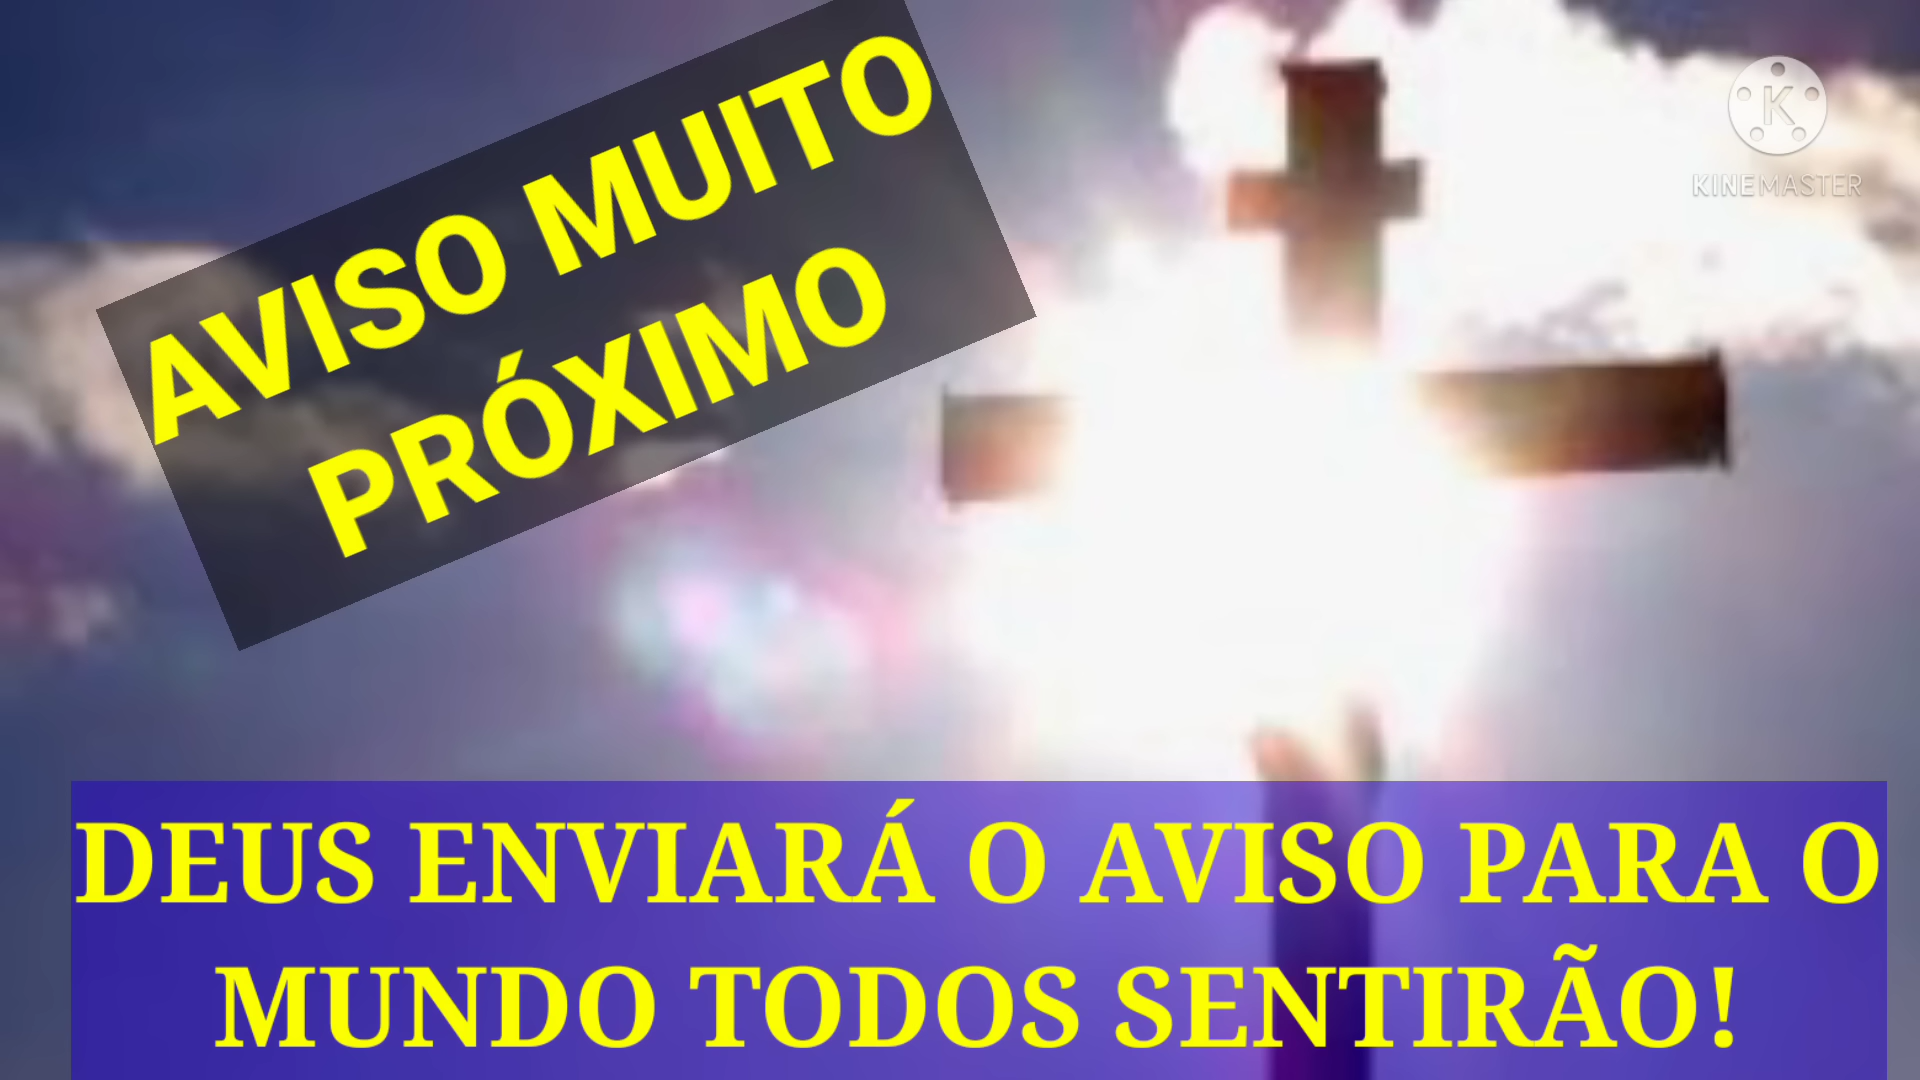 AVISO MUITO
PRÓXIMO
K
KINEMASTER
DEUS ENVIARÁ O AVISO PARA O
MUNDO TODOS SENTIRÃO!